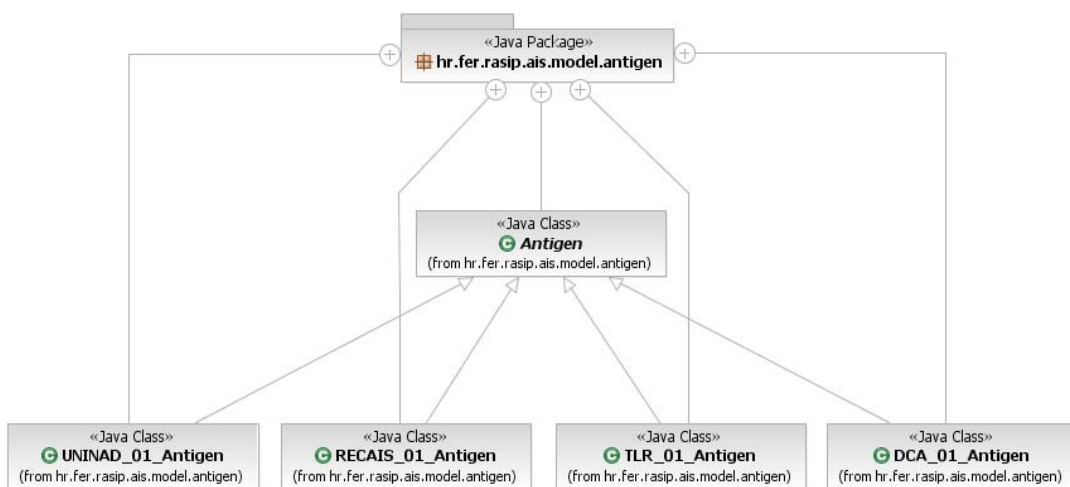 «Java Package»
hr.fer.rasip.ais.model.antigen
«Java Class»
Antigen
(from hr.fer.rasip.ais.model.antigen)
«Java Class»
UNINAD_01_Antigen
(from hr.fer.rasip.ais.model.antigen)
«Java Class»
RECAIS_01_Antigen
(from hr.fer.rasip.ais.model.antigen)
«Java Class»
TLR_01_Antigen
(from hr.fer.rasip.ais.model.antigen)
«Java Class»
DCA_01_Antigen
(from hr.fer.rasip.ais.model.antigen)